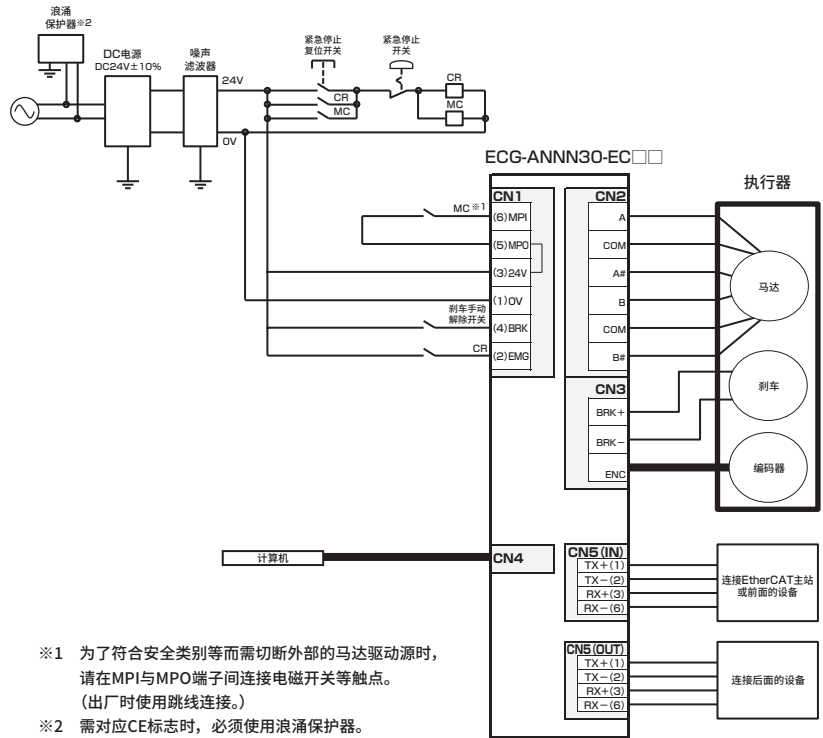 浪涌
保护器※2
DC电源
DC24V±10%
噪声
滤波器
24V
0V
紧急停止
复位开关
紧急停止
开关
CR
MC
CR
MC
ECG-ANNN30-EC□□
执行器
CN1
MC※1
(6)MPI
(5)MPO
(3)24V
(1)0V
刹车手动
解除开关
(4)BRK
CR
(2)EMG
CN2
A
COM
A#
B
COM
B#
马达
CN3
BRK+
BRK−
ENC
刹车
编码器
计算机
CN4
CN5(IN)
TX+(1)
TX−(2)
RX+(3)
RX−(6)
连接EtherCAT主站
或前面的设备
CN5(OUT)
TX+(1)
TX−(2)
RX+(3)
RX−(6)
连接后面的设备
※1 为了符合安全类别等而需切断外部的马达驱动源时，
请在MPI与MPO端子间连接电磁开关等触点。
（出厂时使用跳线连接。）
※2 需对应CE标志时，必须使用浪涌保护器。